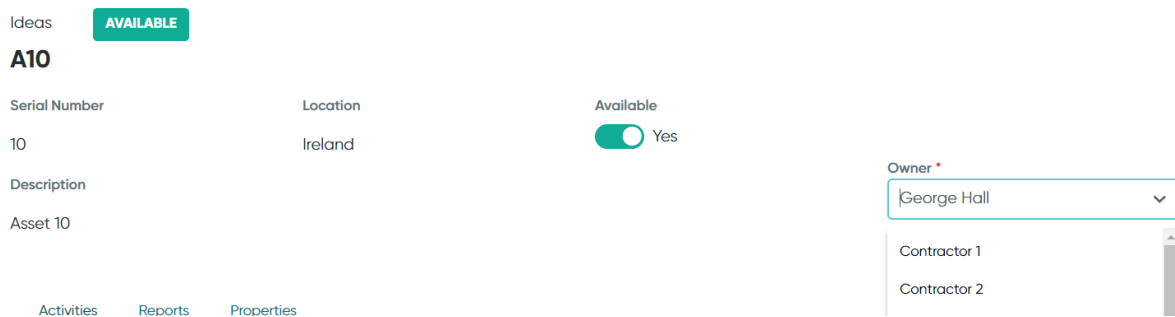 Ideas AVAILABLE
A10
Serial Number Location Available
10 Ireland Yes
Owner *
Description
George Hall
Asset 10
Contractor 1
Contractor 2
Activities Reports Properties